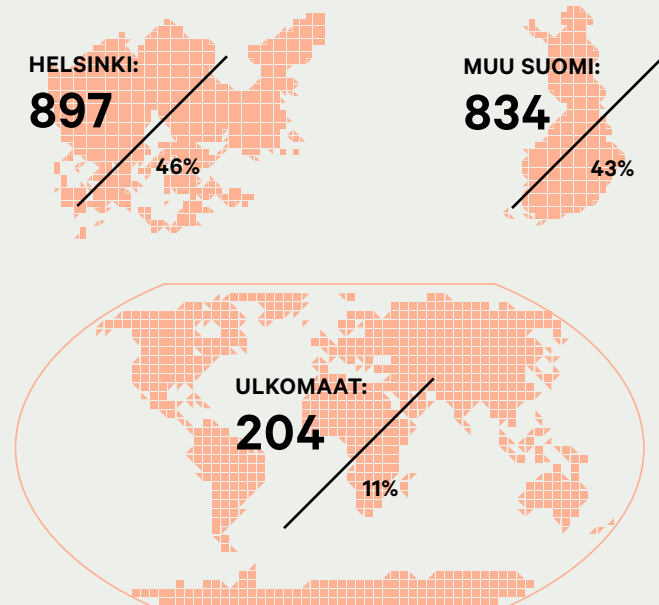 HELSINKI:
897
46%
MUU SUOMI:
834
43%
ULKOMAAT:
204
11%